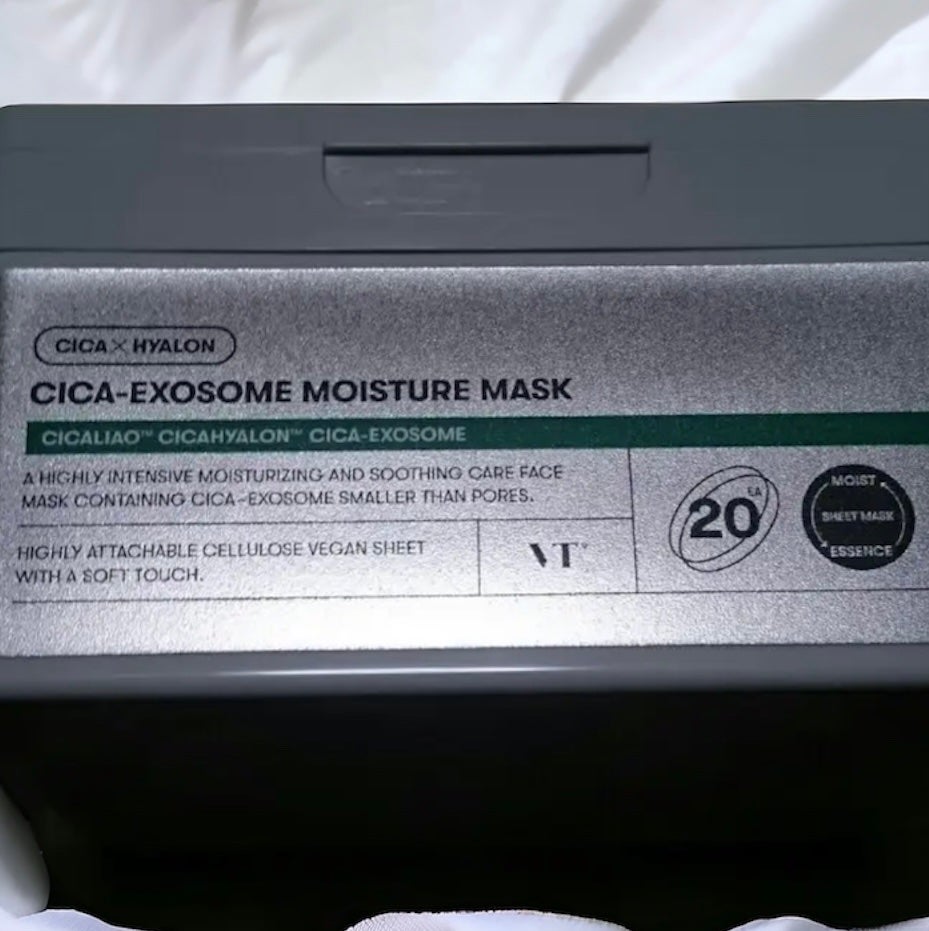 CICA × HYALON
CICA-EXOSOME MOISTURE MASK
CICALIAO™ CICAHYALON™ CICA-EXOSOME
A HIGHLY INTENSIVE MOISTURIZING AND SOOTHING CARE FACE
MASK CONTAINING CICA-EXOSOME SMALLER THAN PORES.
HIGHLY ATTACHABLE CELLULOSE VEGAN SHEET
WITH A SOFT TOUCH.
VT
20 EA
MOIST
SHEET MASK
ESSENCE